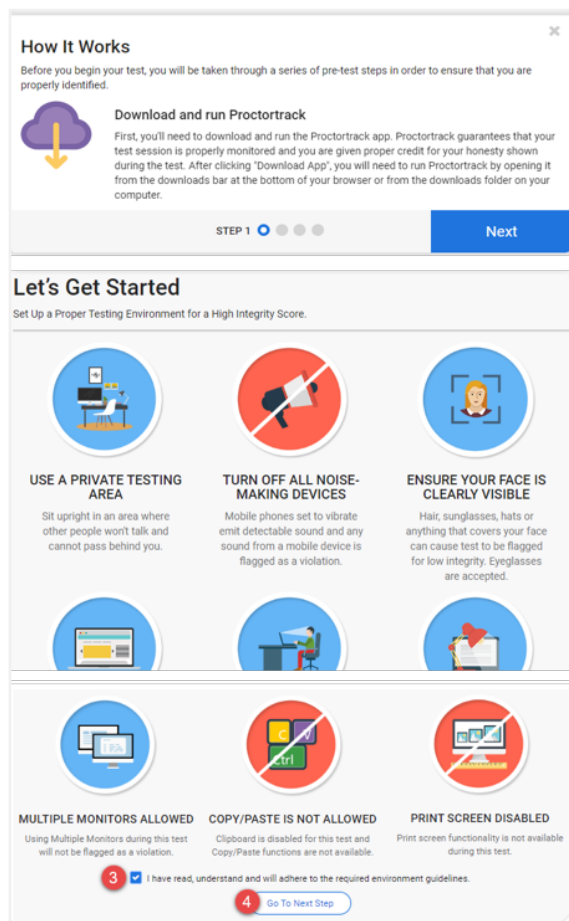 How It Works
Before you begin your test, you will be taken through a series of pre-test steps in order to ensure that you are
properly identified.
Download and run Proctortrack
First, you'll need to download and run the Proctortrack app. Proctortrack guarantees that your
test session is properly monitored and you are given proper credit for your honesty shown
during the test. After clicking "Download App", you will need to run Proctortrack by opening it
from the downloads bar at the bottom of your browser or from the downloads folder on your
computer.
STEP 1
Next
Let's Get Started
Set Up a Proper Testing Environment for a High Integrity Score.
USE A PRIVATE TESTING
AREA
Sit upright in an area where
other people won't talk and
cannot pass behind you.
TURN OFF ALL NOISE-
MAKING DEVICES
Mobile phones set to vibrate
emit detectable sound and any
sound from a mobile device is
flagged as a violation.
ENSURE YOUR FACE IS
CLEARLY VISIBLE
Hair, sunglasses, hats or
anything that covers your face
can cause test to be flagged
for low integrity. Eyeglasses
are accepted.
C V
Ctrl
MULTIPLE MONITORS ALLOWED
Using Multiple Monitors during this test
will not be flagged as a violation.
COPY/PASTE IS NOT ALLOWED
Clipboard is disabled for this test and
Copy/Paste functions are not available.
PRINT SCREEN DISABLED
Print screen functionality is not available
during this test.
3 I have read, understand and will adhere to the required environment guidelines.
4 Go To Next Step